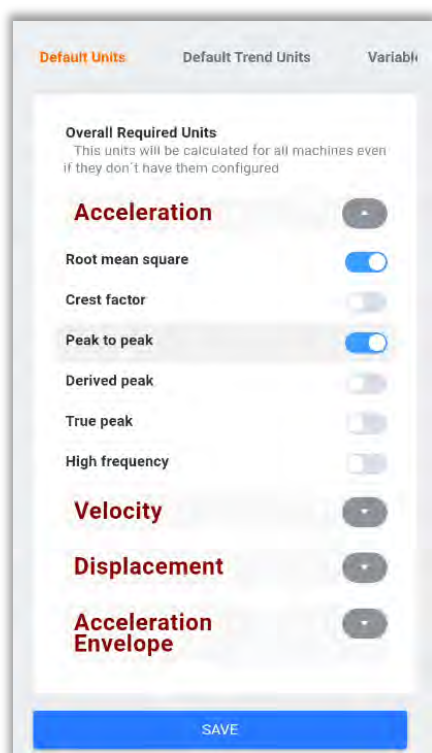 Default Units Default Trend Units Variable
Overall Required Units
This units will be calculated for all machines even
if they don´t have them configured
Acceleration
Root mean square
Crest factor
Peak to peak
Derived peak
True peak
High frequency
Velocity
Displacement
Acceleration
Envelope
SAVE